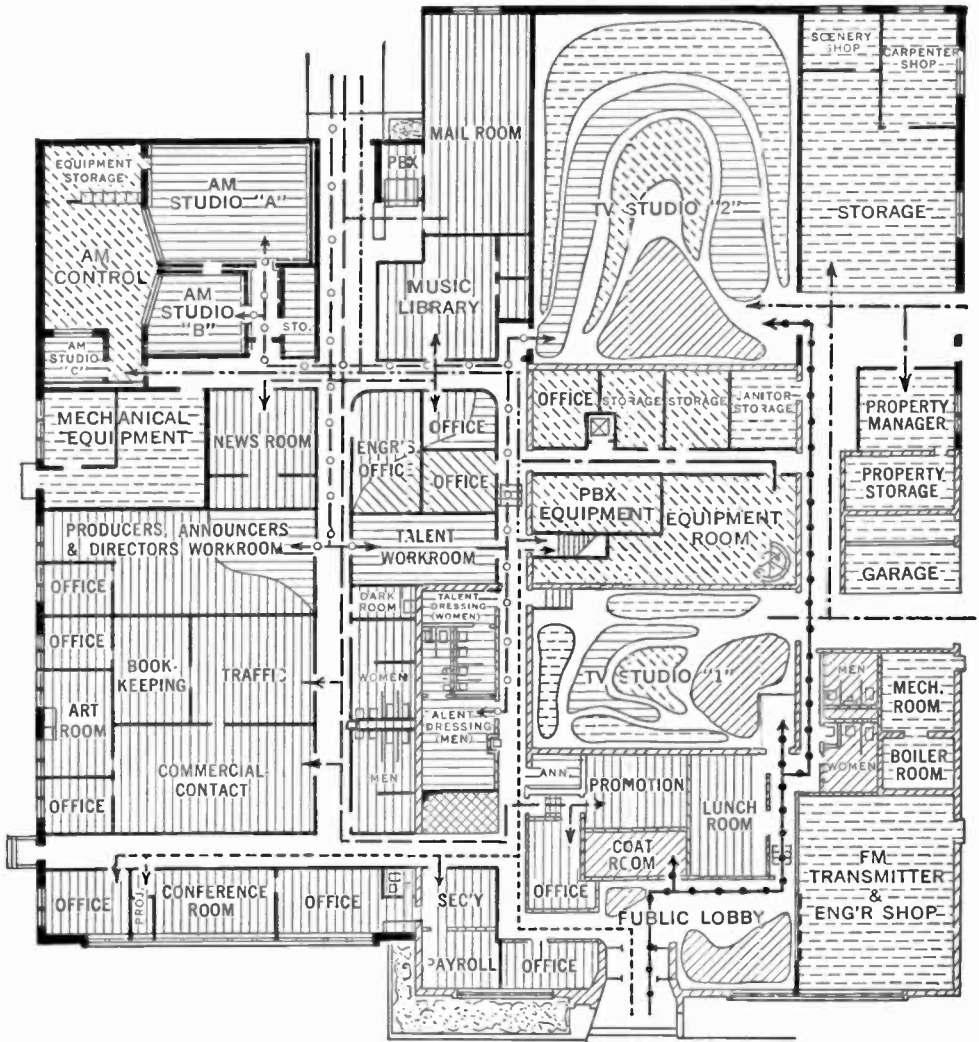 SCENERY
SHOP
CARPENTER
SHOP
MAIL ROOM
EQUIPMENT
STORAGE
PBX
AM
STUDIO "A"
TV STUDIO "2"
STORAGE
AM
CONTROL
MUSIC
LIBRARY
AM
STUDIO
"B"
STO.
AM
STUDIO
"C"
MECHANICAL
EQUIPMENT
NEWS ROOM
ENGR'S
OFFIC
OFFICE
OFFICE
OFFICE
STORAGE
STORAGE
JANITOR
STORAGE
PROPERTY
MANAGER
PROPERTY
STORAGE
PBX
EQUIPMENT
EQUIPMENT
ROOM
PRODUCERS, ANNOUNCERS
& DIRECTORS WORKROOM
TALENT
WORKROOM
GARAGE
OFFICE
DARK
ROOM
TALENT
DRESSING
(WOMEN)
OFFICE
BOOK-
KEEPING
TRAFFIC
WOMEN
TV STUDIO "1"
MEN
MECH.
ROOM
ART
ROOM
TALENT
DRESSING
(MEN)
WOMEN
BOILER
ROOM
COMMERCIAL-
CONTACT
MEN
OFFICE
ANN
PROMOTION
LUNCH
ROOM
COAT
ROOM
OFFICE
FM
TRANSMITTER
&
ENG'R SHOP
OFFICE
PROJ.
CONFERENCE
ROOM
OFFICE
SEC'Y
PUBLIC LOBBY
PAYROLL
OFFICE